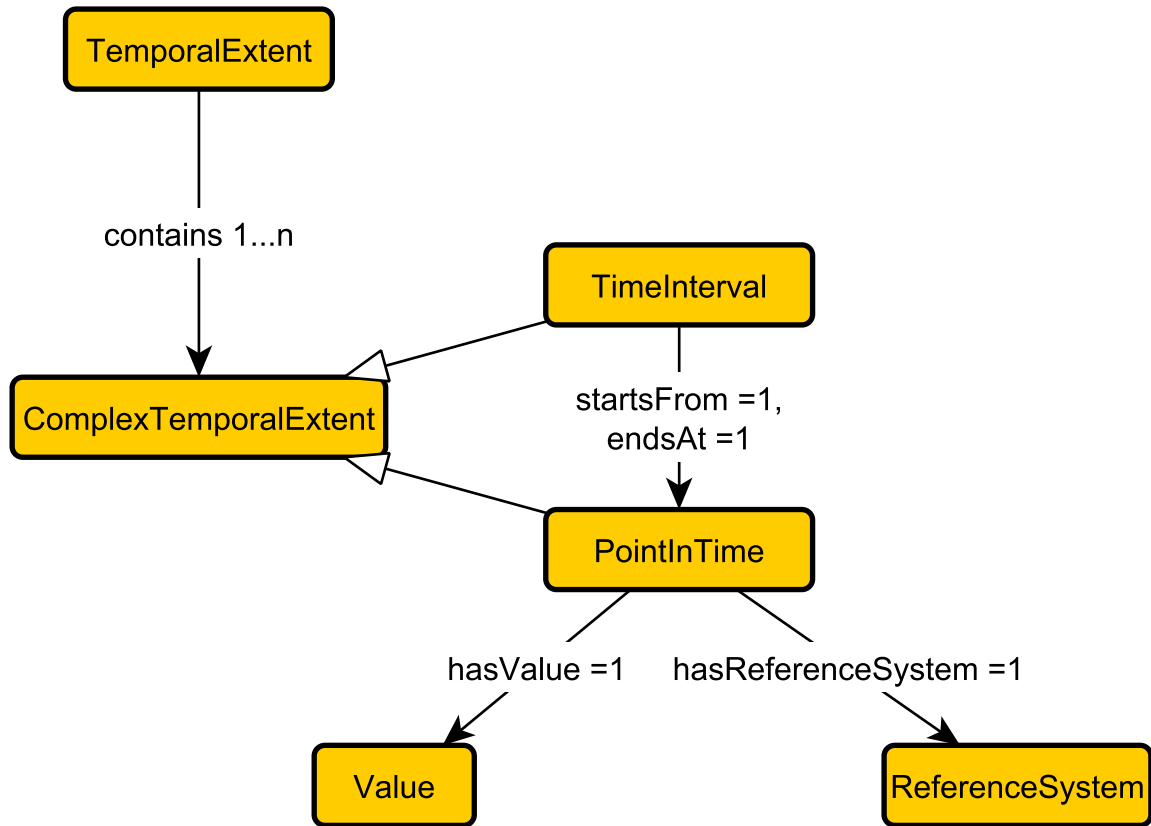 TemporalExtent
contains 1...n
TimeInterval
ComplexTemporalExtent
startsFrom =1,
endsAt =1
PointInTime
hasValue =1
hasReferenceSystem =1
Value
ReferenceSystem